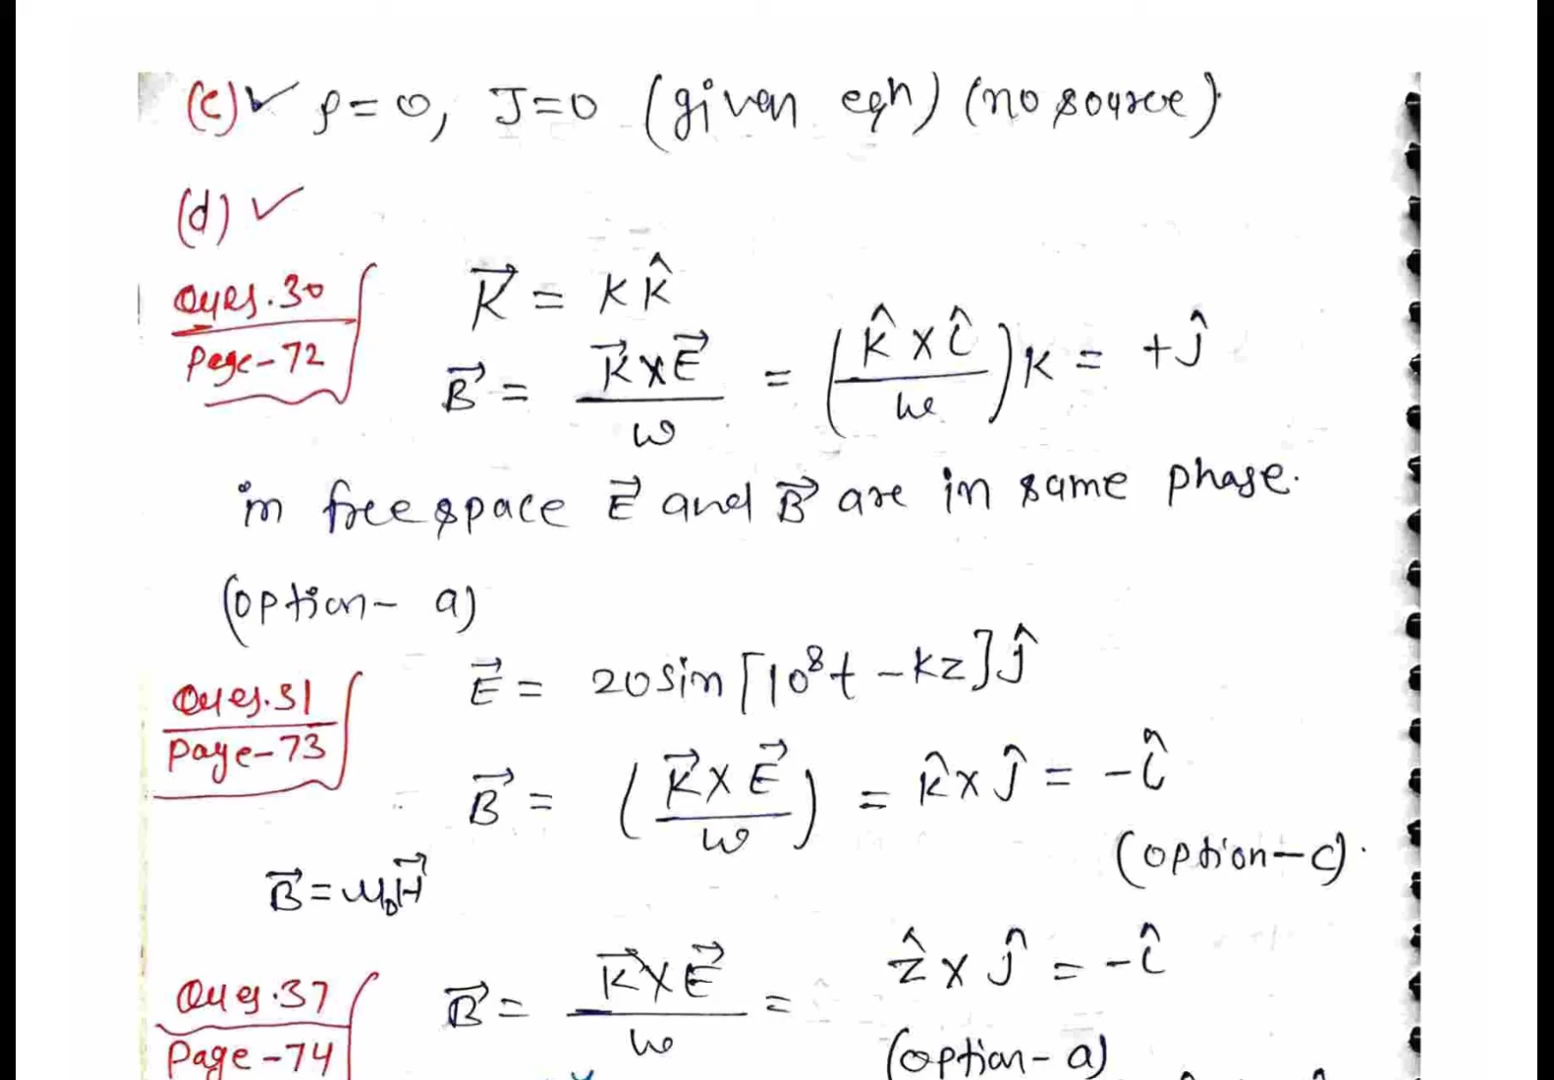 (c)✓ ρ=0, J=0 (given eqn) (no source)
(d) ✓
Ques.30
Page-72
K⃗ = K k̂
B⃗ = K⃗×E⃗/ω = (k̂×î/ω)K = +ĵ
in free space E⃗ and B⃗ are in same phase.
(option- a)
Ques.31
Page-73
E⃗ = 20 sin[10⁸t -kz]ĵ
B⃗ = (K⃗×E⃗/ω) = k̂×ĵ = -î
(option-c).
B⃗=μ₀H⃗
Ques.37
Page-74
B⃗ = K⃗×E⃗/ω = ẑ×ĵ = -î
(option-a)